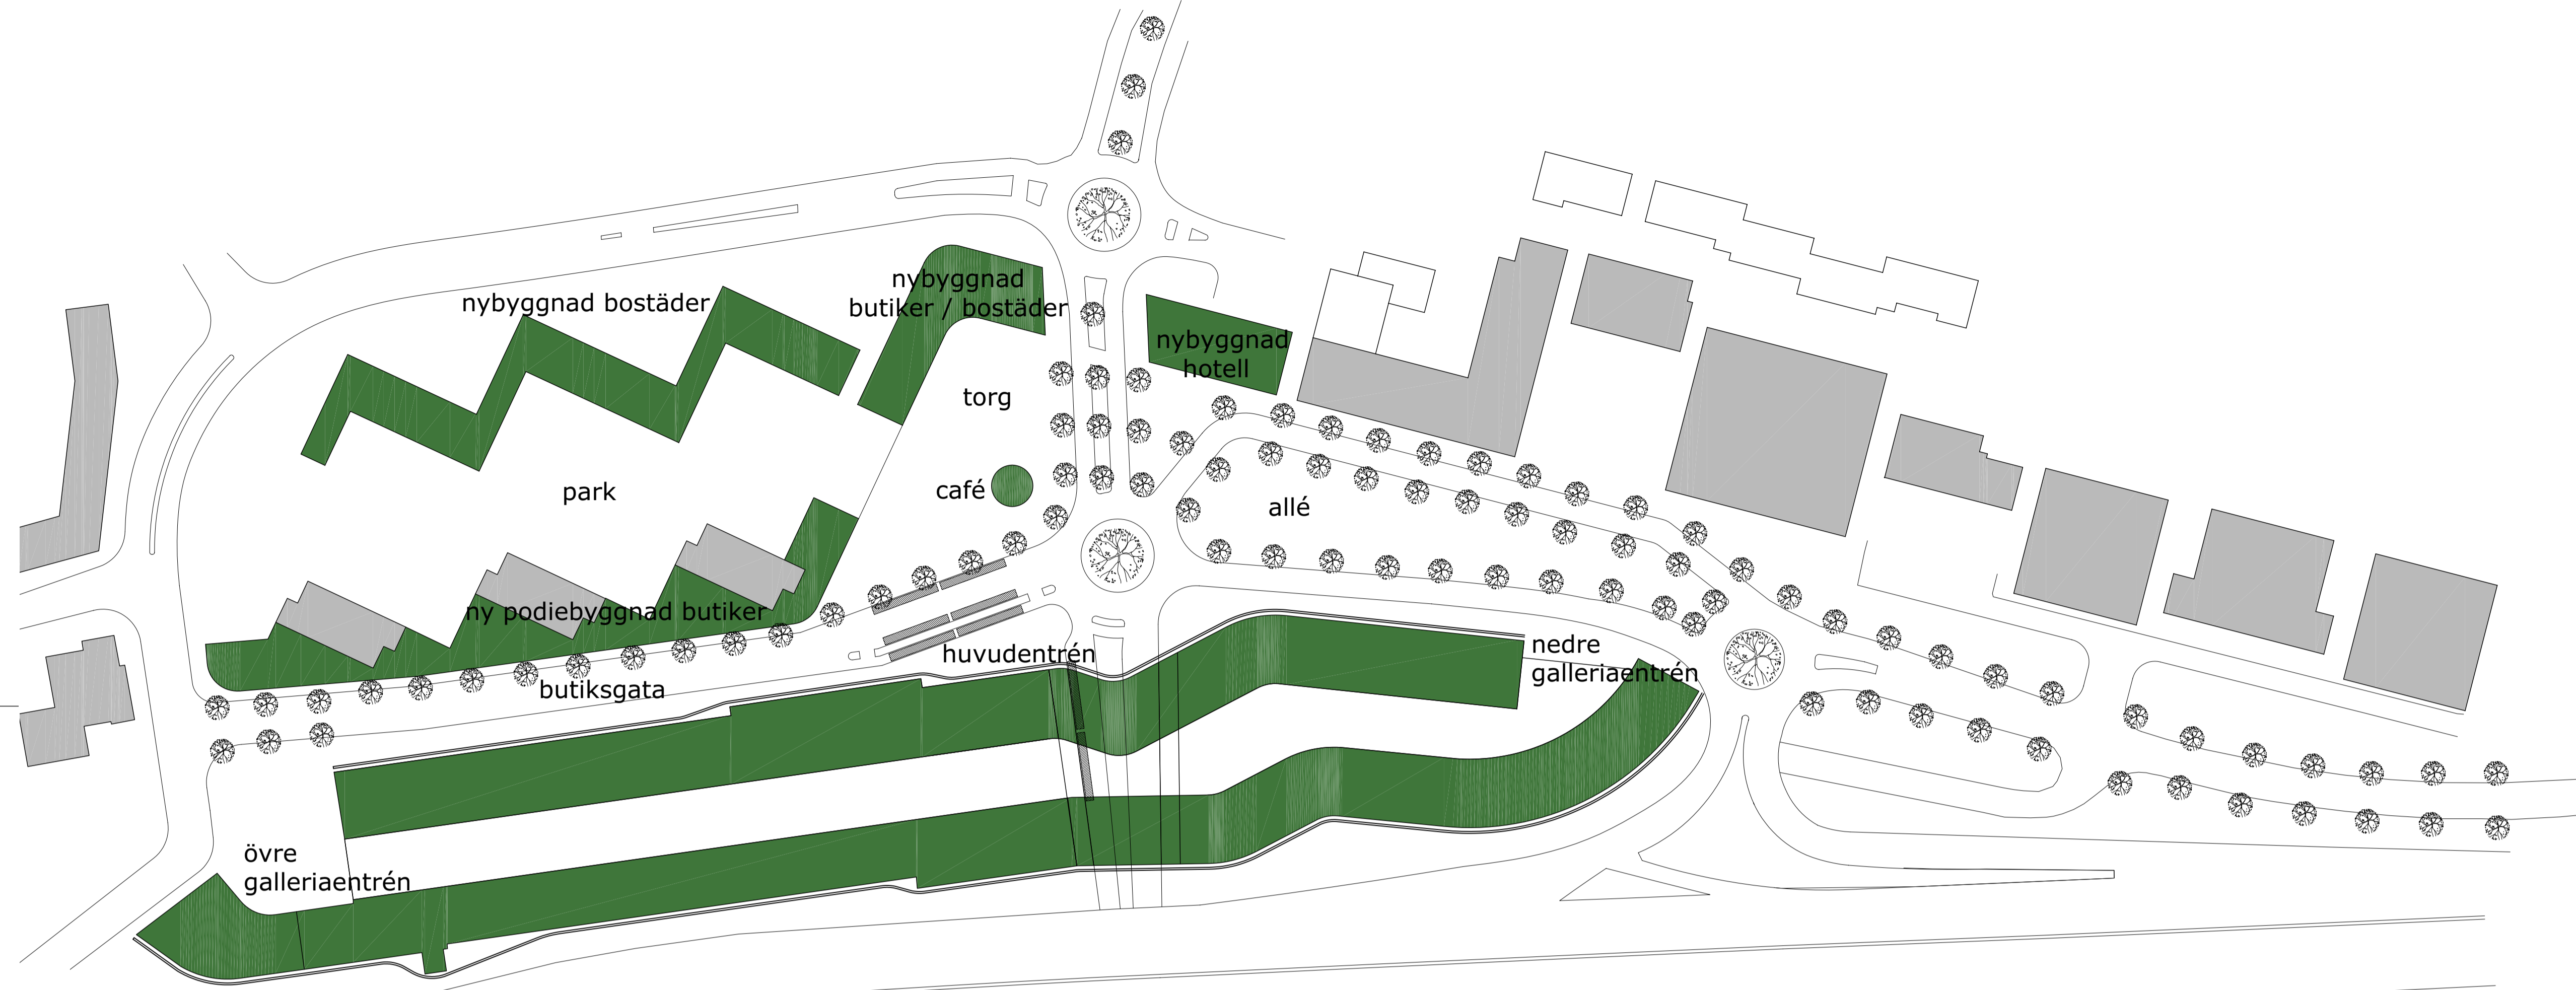 nybyggnad
butiker / bostäder
nybyggnad bostäder
nybyggnad
hotell
torg
park
café
allé
ny podiebyggnad butiker
huvudentrén
nedre
galleriaentrén
butiksgata
övre
galleriaentrén